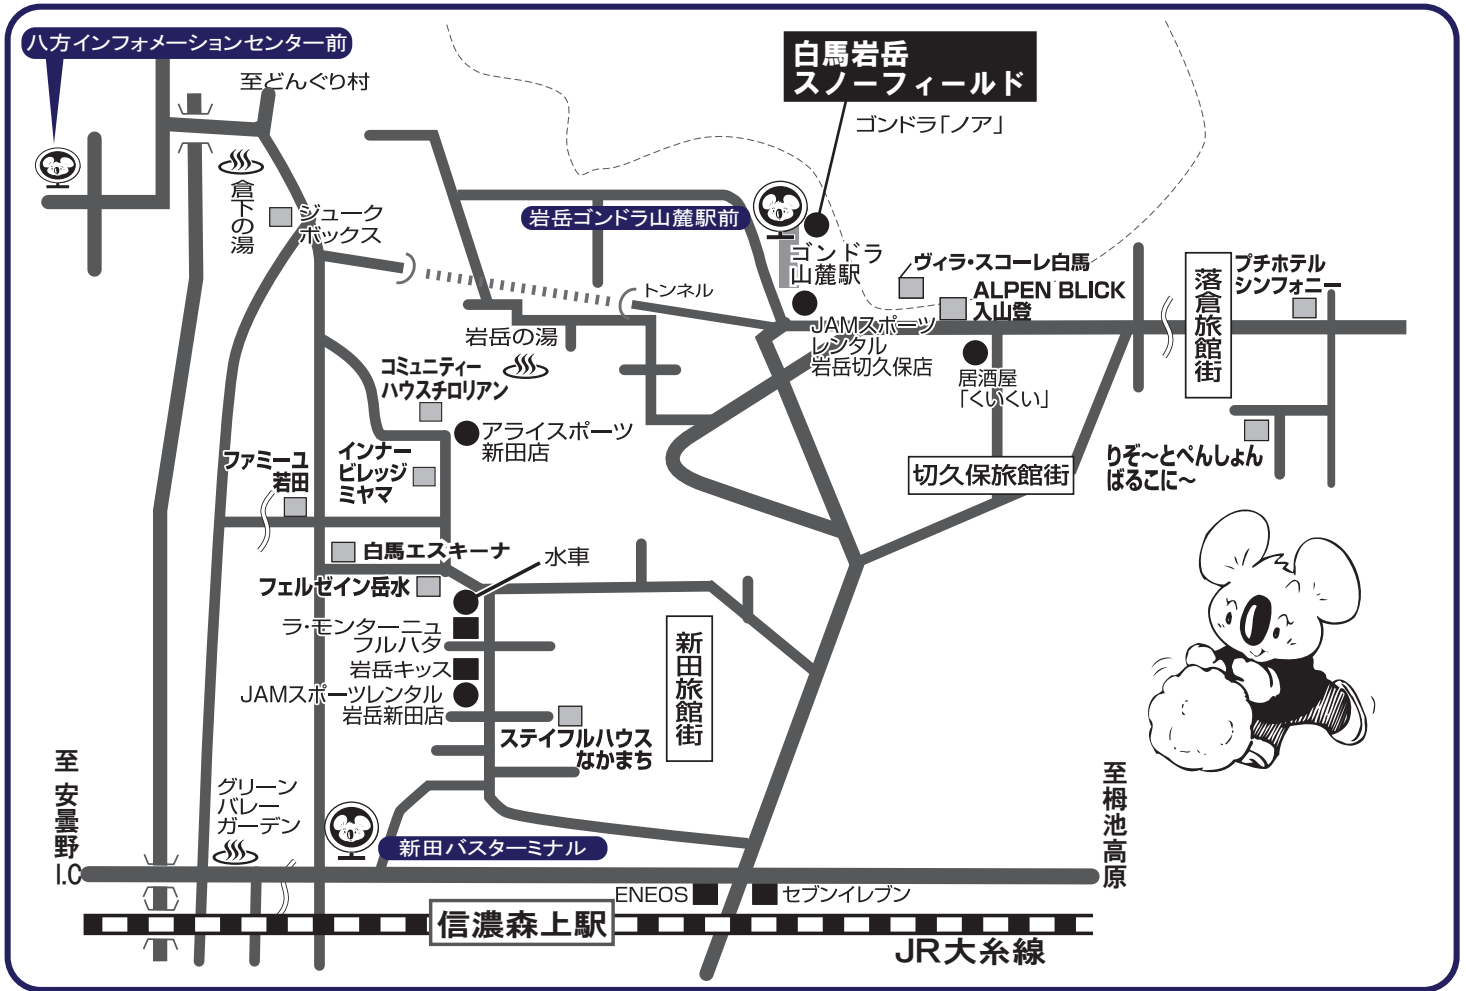 八方インフォメーションセンター前
至どんぐり村
白馬岩岳
スノーフィールド
ゴンドラ「ノア」
倉下の湯
ジューク
ボックス
岩岳ゴンドラ山麓駅前
ゴンドラ
山麓駅
ヴィラ・スコーレ白馬
ALPEN BLICK
入山登
落倉旅館街
プチホテル
シンフォニー
トンネル
岩岳の湯
JAMスポーツ
レンタル
岩岳切久保店
居酒屋
「くいくい」
コミュニティー
ハウスチロリアン
アライスポーツ
新田店
インナー
ビレッジ
ミヤマ
ファミーユ
若田
切久保旅館街
りぞ〜とぺんしょん
ばるこに〜
白馬エスキーナ
水車
フェルゼイン岳水
ラ・モンターニュ
フルハタ
岩岳キッス
JAMスポーツレンタル
岩岳新田店
新田旅館街
ステイフルハウス
なかまち
至安曇野I.C
グリーン
バレー
ガーデン
新田バスターミナル
至栂池高原
ENEOS
セブンイレブン
信濃森上駅
JR大糸線